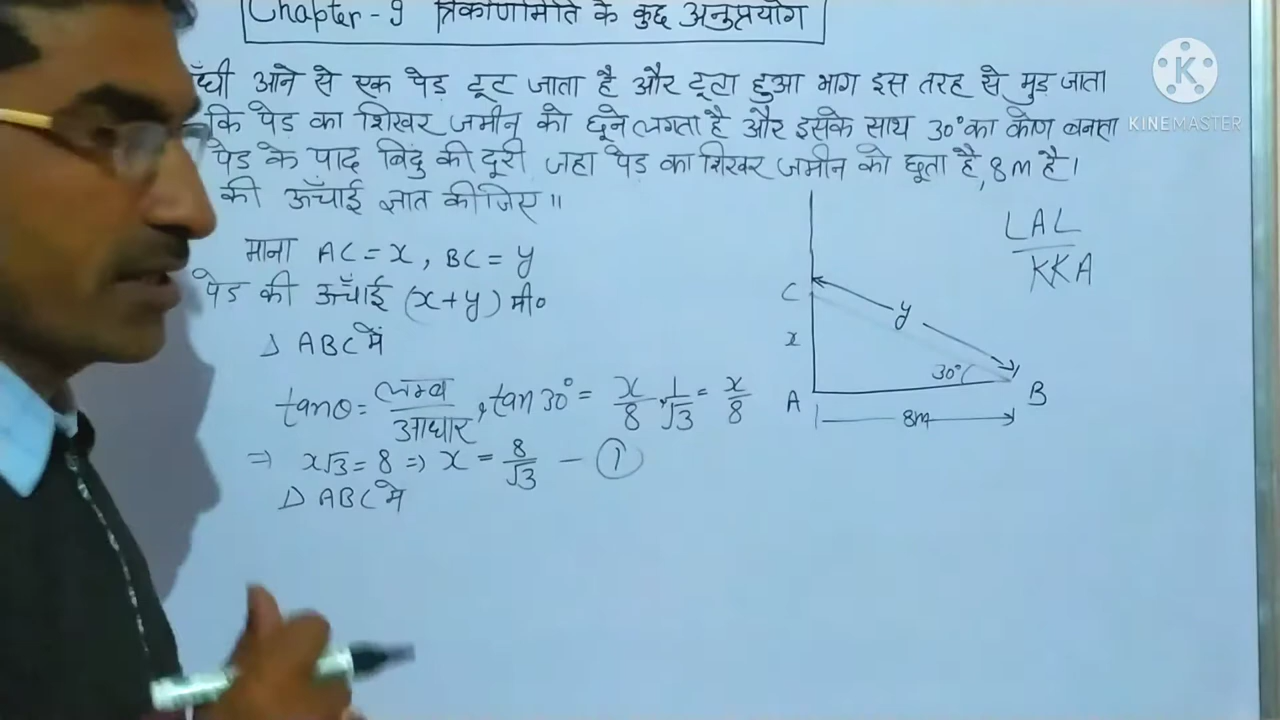 Chapter - 9 त्रिकोणमिति के कुछ अनुप्रयोग
ँधी आने से एक पेड़ टूट जाता है और टूटा हुआ भाग इस तरह से मुड जाता
कि पेड का शिखर जमीन को छूने लगता है और इसके साथ 30° का कोण बनता
पेड के पाद बिंदु की दूरी जहा पेड का शिखर जमीन को छूता है, 8m है।
की ऊँचाई ज्ञात कीजिए॥
माना AC = x, BC = y
पेड की ऊँचाई (x+y) मी०
△ ABC में
tanθ = लम्ब/आधार, tan 30° = x/8, 1/√3 = x/8
⇒ x√3 = 8 ⇒ x = 8/√3 — ①
△ ABC में
LAL
KKA
C
y
x
30°
A
B
8m
KINEMASTER
K